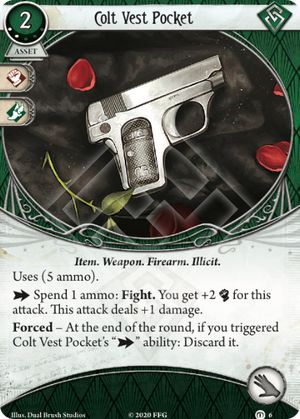 Colt Vest Pocket
2
ASSET
Item. Weapon. Firearm. Illicit.
Uses (5 ammo).
Spend 1 ammo: Fight. You get +2 for this
attack. This attack deals +1 damage.
Forced – At the end of the round, if you triggered
Colt Vest Pocket's “ ” ability: Discard it.
Illus. Dual Brush Studios
© 2020 FFG
6